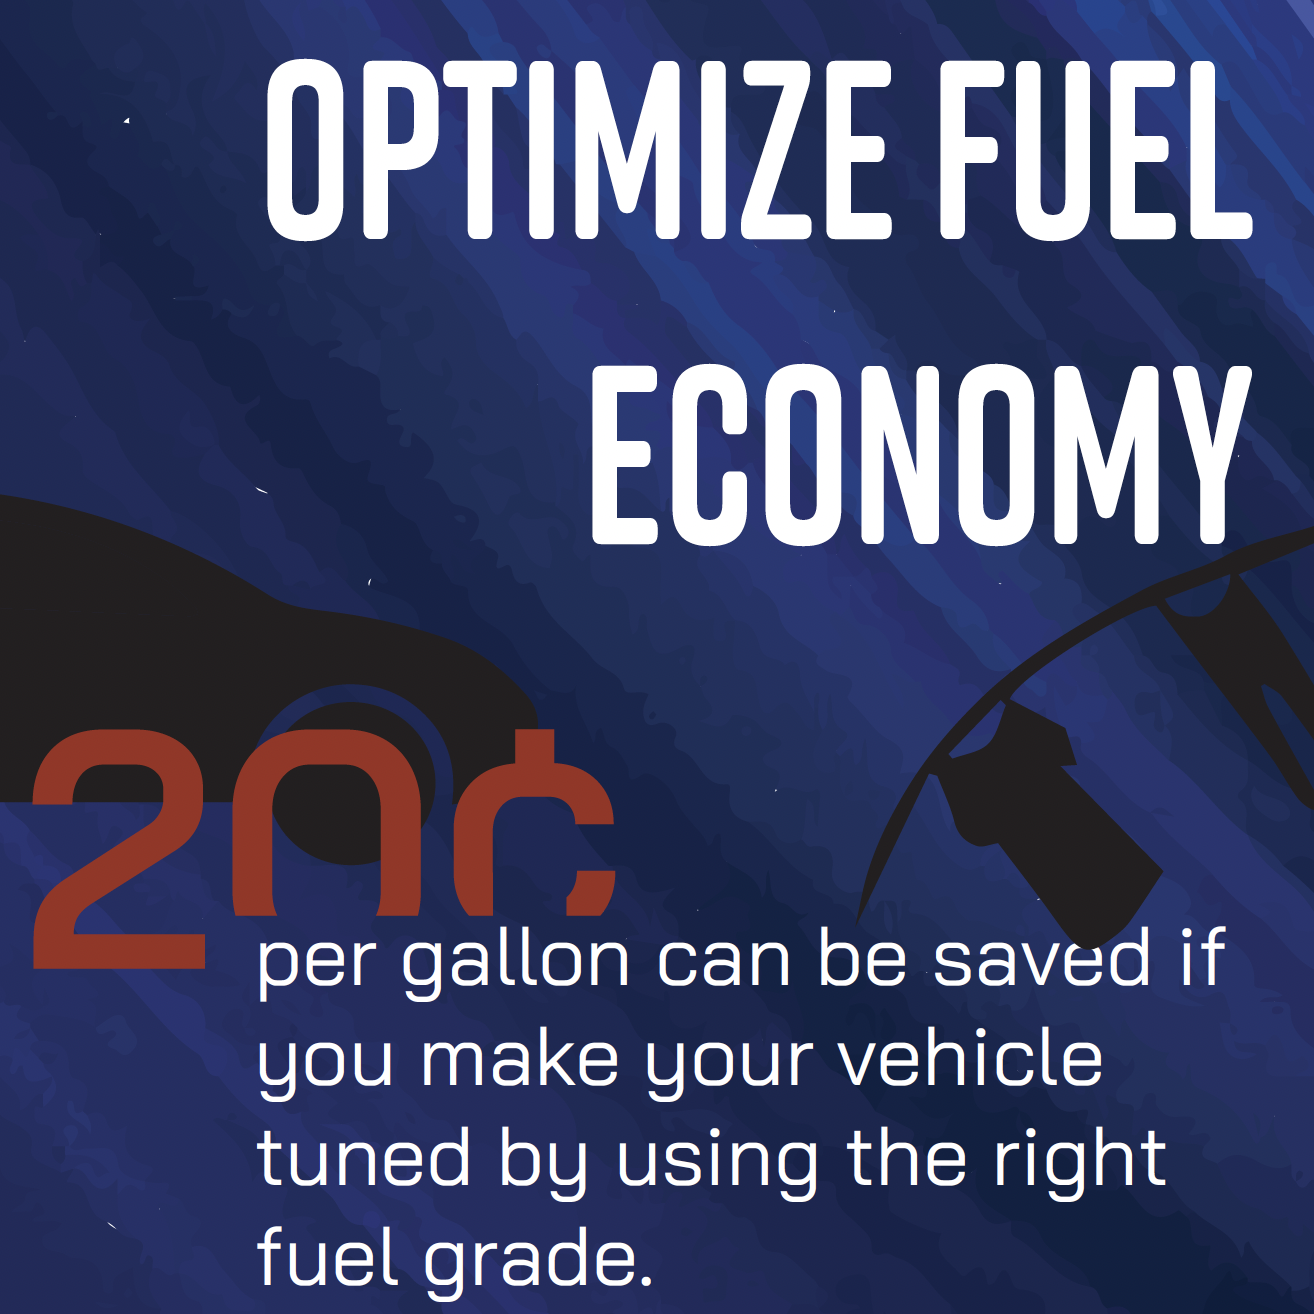 OPTIMIZE FUEL
ECONOMY
20¢
per gallon can be saved if
you make your vehicle
tuned by using the right
fuel grade.